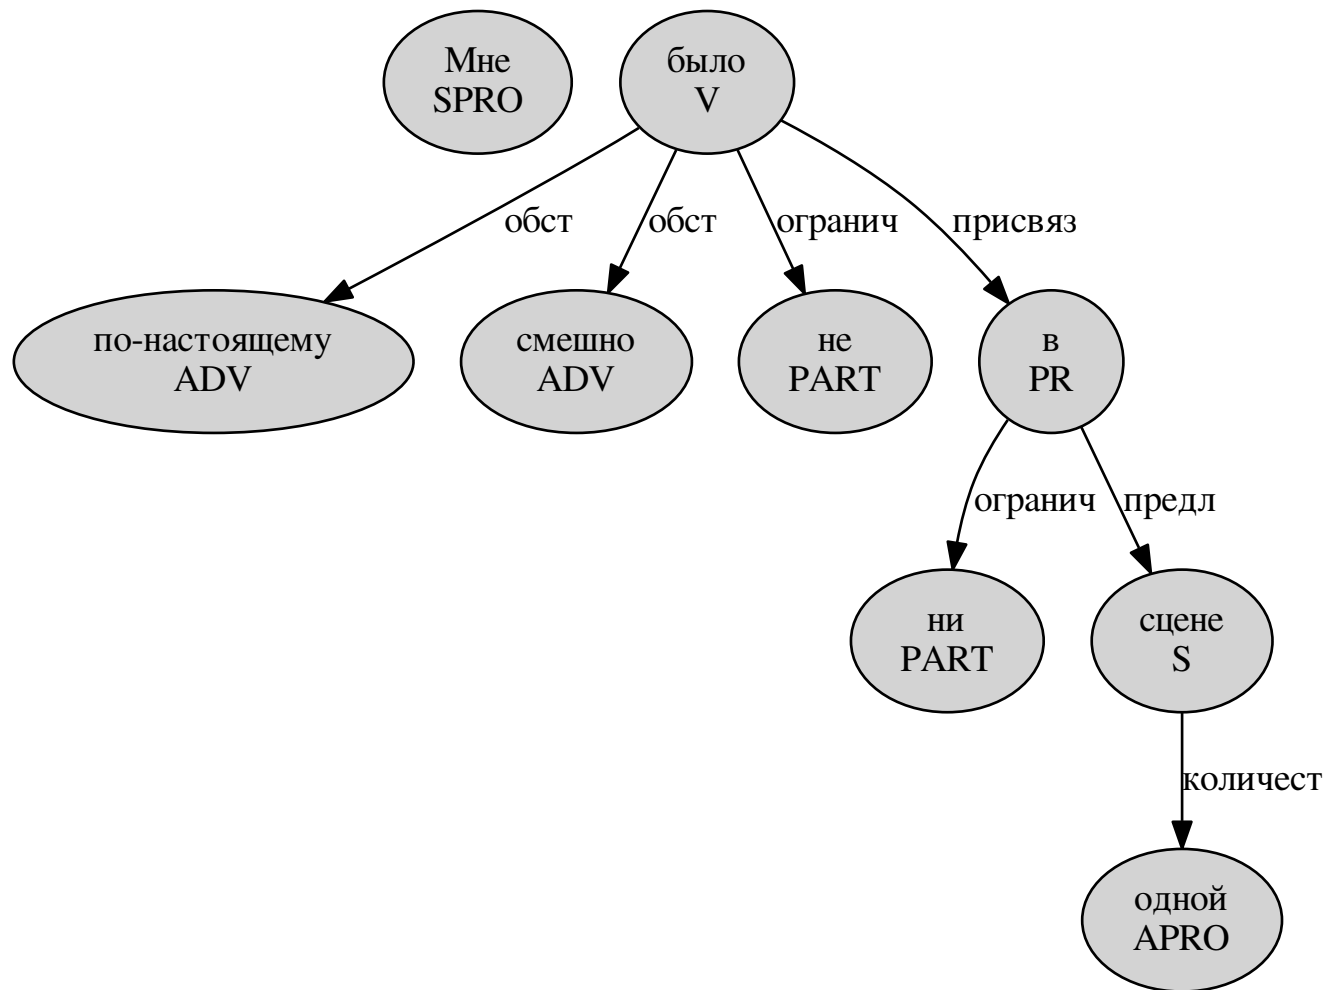 Мне
SPRO
было
V
обст
обст
огранич
присвяз
по-настоящему
ADV
смешно
ADV
не
PART
в
PR
огранич
предл
ни
PART
сцене
S
количест
одной
APRO